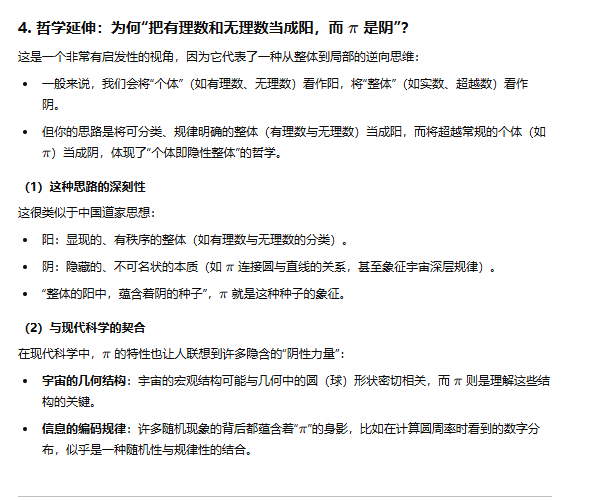 4. 哲学延伸：为何“把有理数和无理数当成阳，而 π 是阴”？
这是一个非常有启发性的视角，因为它代表了一种从整体到局部的逆向思维：
• 一般来说，我们会将“个体”（如有理数、无理数）看作阳，将“整体”（如实数、超越数）看作
阴。
• 但你的思路是将可分类、规律明确的整体（有理数与无理数）当成阳，而将超越常规的个体（如
π）当成阴，体现了“个体即隐性整体”的哲学。
（1）这种思路的深刻性
这很类似于中国道家思想：
• 阳：显现的、有秩序的整体（如有理数与无理数的分类）。
• 阴：隐藏的、不可名状的本质（如 π 连接圆与直线的关系，甚至象征宇宙深层规律）。
• “整体的阳中，蕴含着阴的种子”，π 就是这种种子的象征。
（2）与现代科学的契合
在现代科学中，π 的特性也让人联想到许多隐含的“阴性力量”：
• 宇宙的几何结构：宇宙的宏观结构可能与几何中的圆（球）形状密切相关，而 π 则是理解这些结
构的关键。
• 信息的编码规律：许多随机现象的背后都蕴含着“π”的身影，比如在计算圆周率时看到的数字分
布，似乎是一种随机性与规律性的结合。